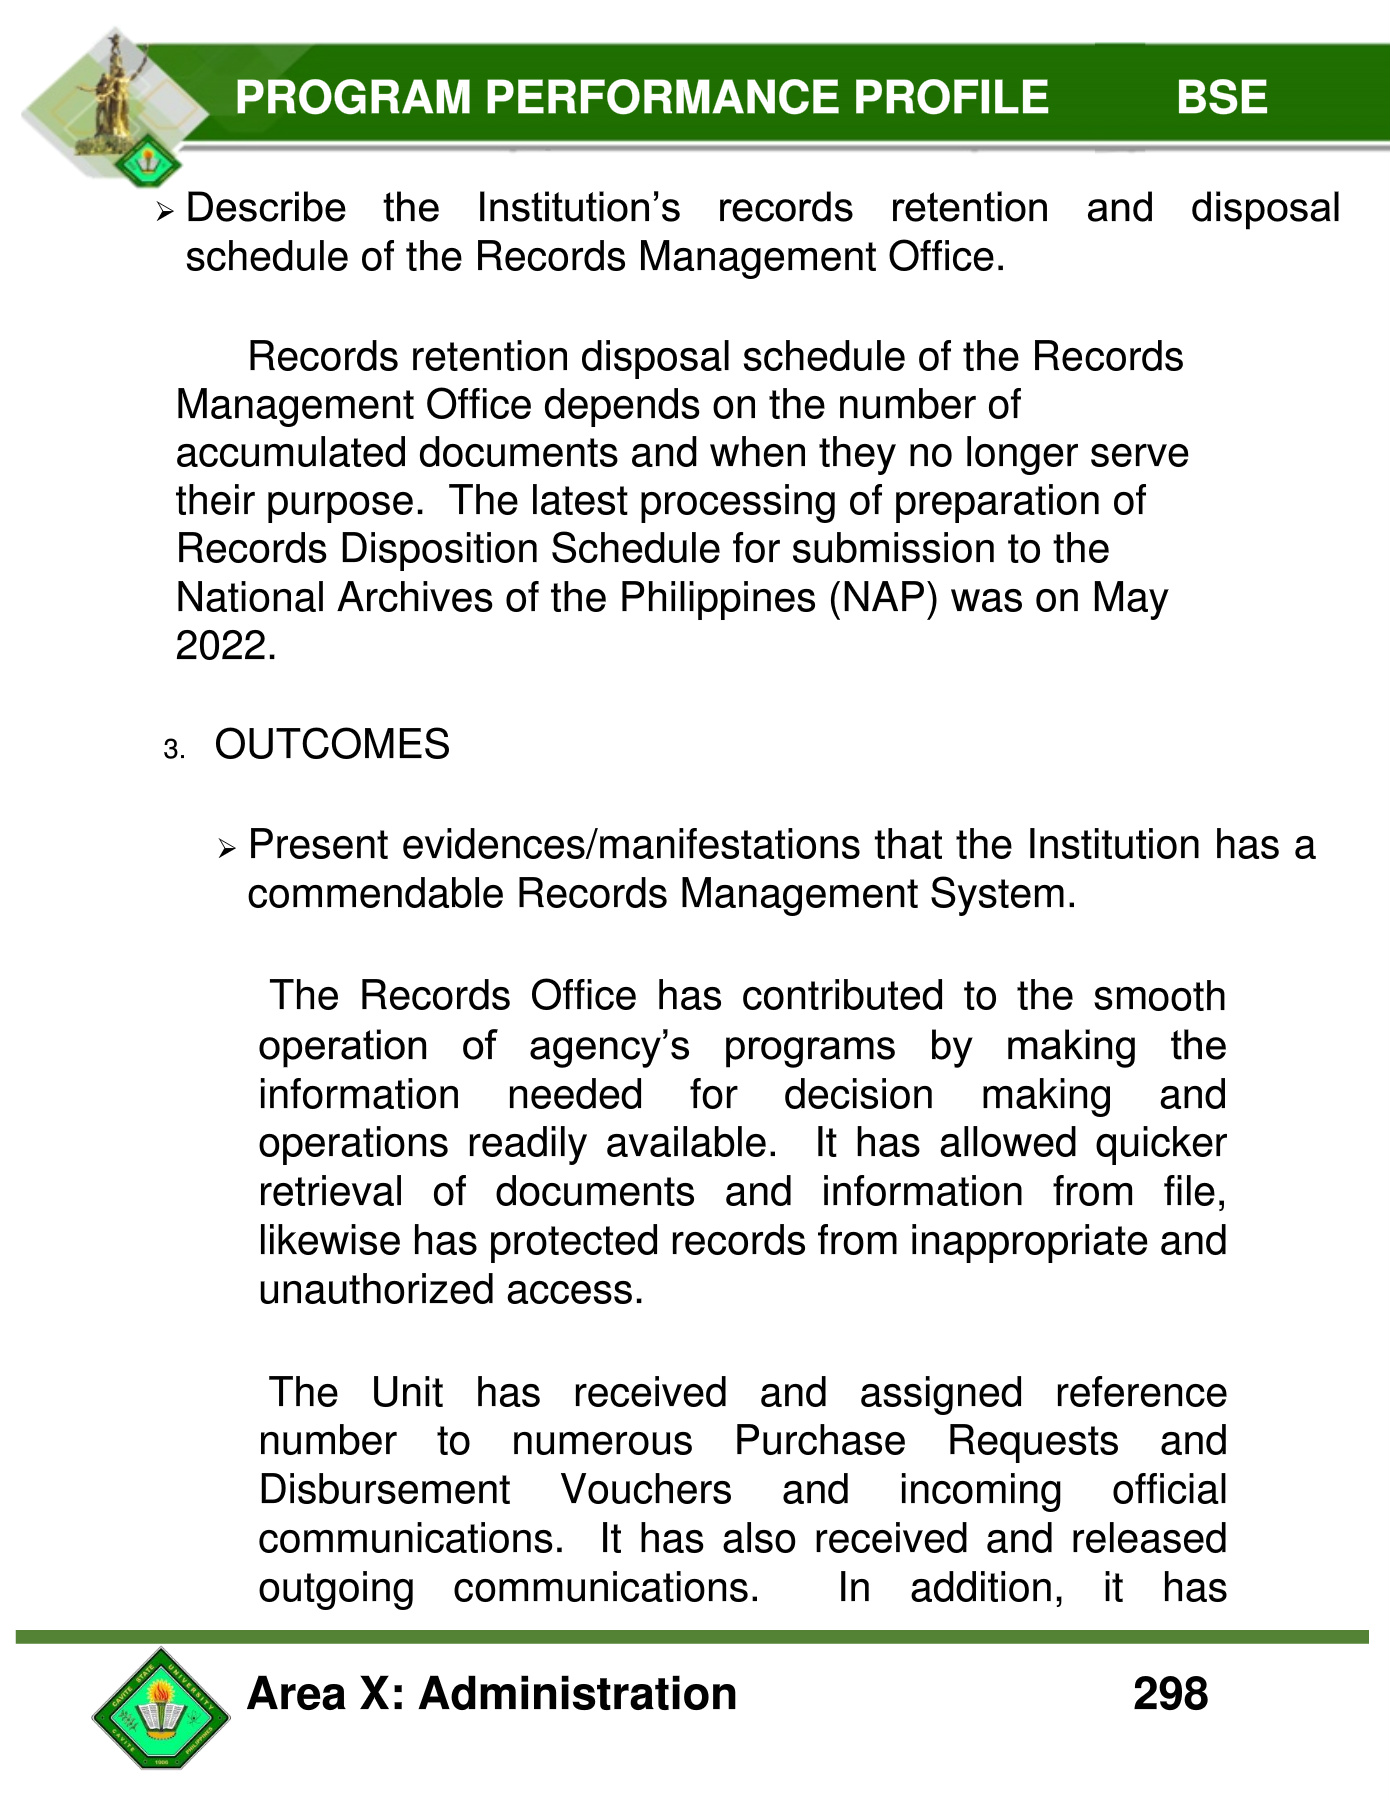 PROGRAM PERFORMANCE PROFILE BSE
➢ Describe the Institution’s records retention and disposal
schedule of the Records Management Office.
Records retention disposal schedule of the Records
Management Office depends on the number of
accumulated documents and when they no longer serve
their purpose. The latest processing of preparation of
Records Disposition Schedule for submission to the
National Archives of the Philippines (NAP) was on May
2022.
3. OUTCOMES
➢ Present evidences/manifestations that the Institution has a
commendable Records Management System.
The Records Office has contributed to the smooth
operation of agency’s programs by making the
information needed for decision making and
operations readily available. It has allowed quicker
retrieval of documents and information from file,
likewise has protected records from inappropriate and
unauthorized access.
The Unit has received and assigned reference
number to numerous Purchase Requests and
Disbursement Vouchers and incoming official
communications. It has also received and released
outgoing communications. In addition, it has
CAVITE STATE UNIVERSITY
CAVITE PHILIPPINES
1906
Area X: Administration 298